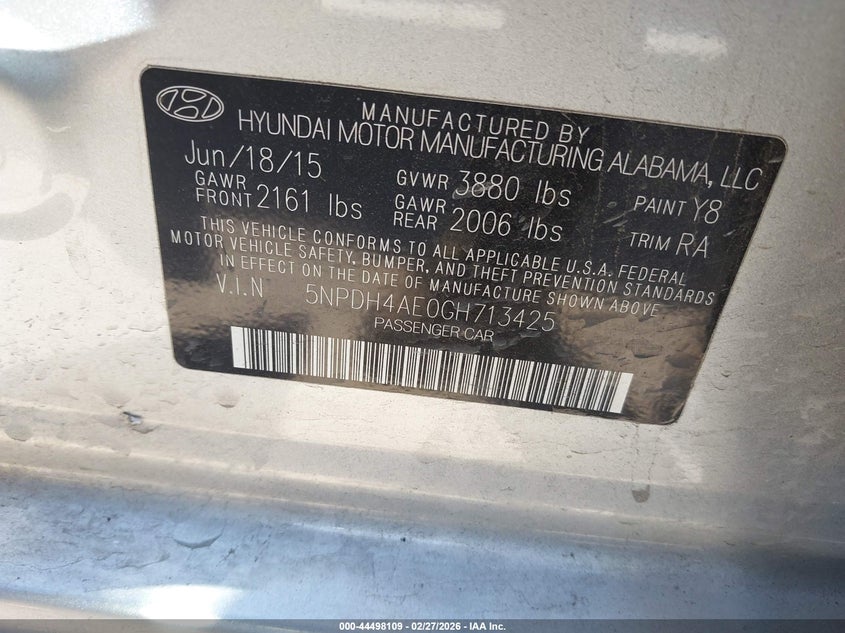 MANUFACTURED BY
HYUNDAI MOTOR MANUFACTURING ALABAMA, LLC
Jun/18/15 GVWR 3880 lbs PAINT Y8
GAWR FRONT 2161 lbs GAWR REAR 2006 lbs TRIM RA
THIS VEHICLE CONFORMS TO ALL APPLICABLE U.S.A. FEDERAL
MOTOR VEHICLE SAFETY, BUMPER, AND THEFT PREVENTION STANDARDS
IN EFFECT ON THE DATE OF MANUFACTURE SHOWN ABOVE
V.I.N 5NPDH4AE0GH713425
PASSENGER CAR
000-44498109 - 02/27/2026 - IAA Inc.